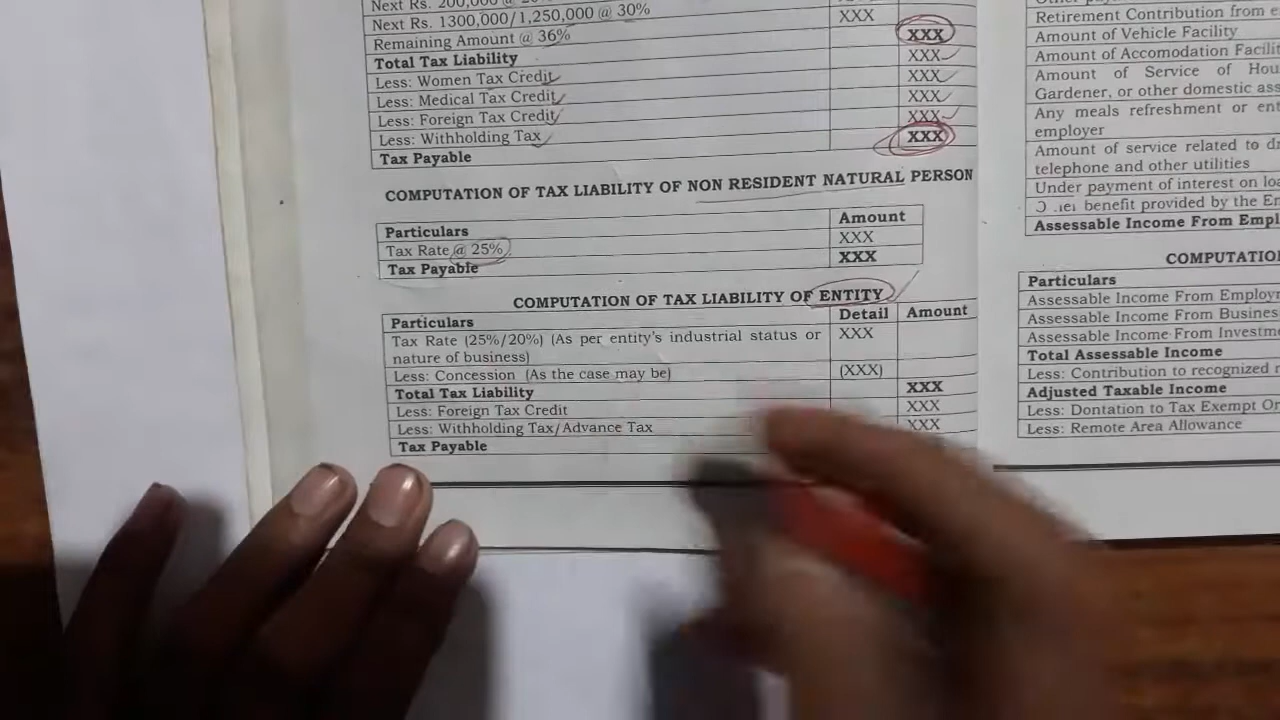 Next Rs. 200,000 @
Next Rs. 1300,000/1,250,000 @ 30% XXX
Remaining Amount @ 36% XXX
Total Tax Liability XXX
Less: Women Tax Credit XXX
Less: Medical Tax Credit XXX
Less: Foreign Tax Credit XXX
Less: Withholding Tax XXX
Tax Payable
COMPUTATION OF TAX LIABILITY OF NON RESIDENT NATURAL PERSON
Particulars Amount
Tax Rate @ 25% XXX
Tax Payable XXX
COMPUTATION OF TAX LIABILITY OF ENTITY
Particulars Detail Amount
Tax Rate (25%/20%) (As per entity's industrial status or XXX
nature of business)
Less: Concession (As the case may be) (XXX)
Total Tax Liability XXX
Less: Foreign Tax Credit XXX
Less: Withholding Tax/Advance Tax XXX
Tax Payable
Retirement Contribution from
Amount of Vehicle Facility
Amount of Accomodation
Amount of Service of
Gardener, or other domestic
Any meals refreshment or
employer
Amount of service related to
telephone and other utilities
Under payment of interest on
benefit provided by the
Assessable Income From
Particulars
Assessable Income From
Assessable Income From
Assessable Income From
Total Assessable Income
Less: Contribution to recognized
Adjusted Taxable Income
Less: Dontation to Tax Exempt
Less: Remote Area Allowance